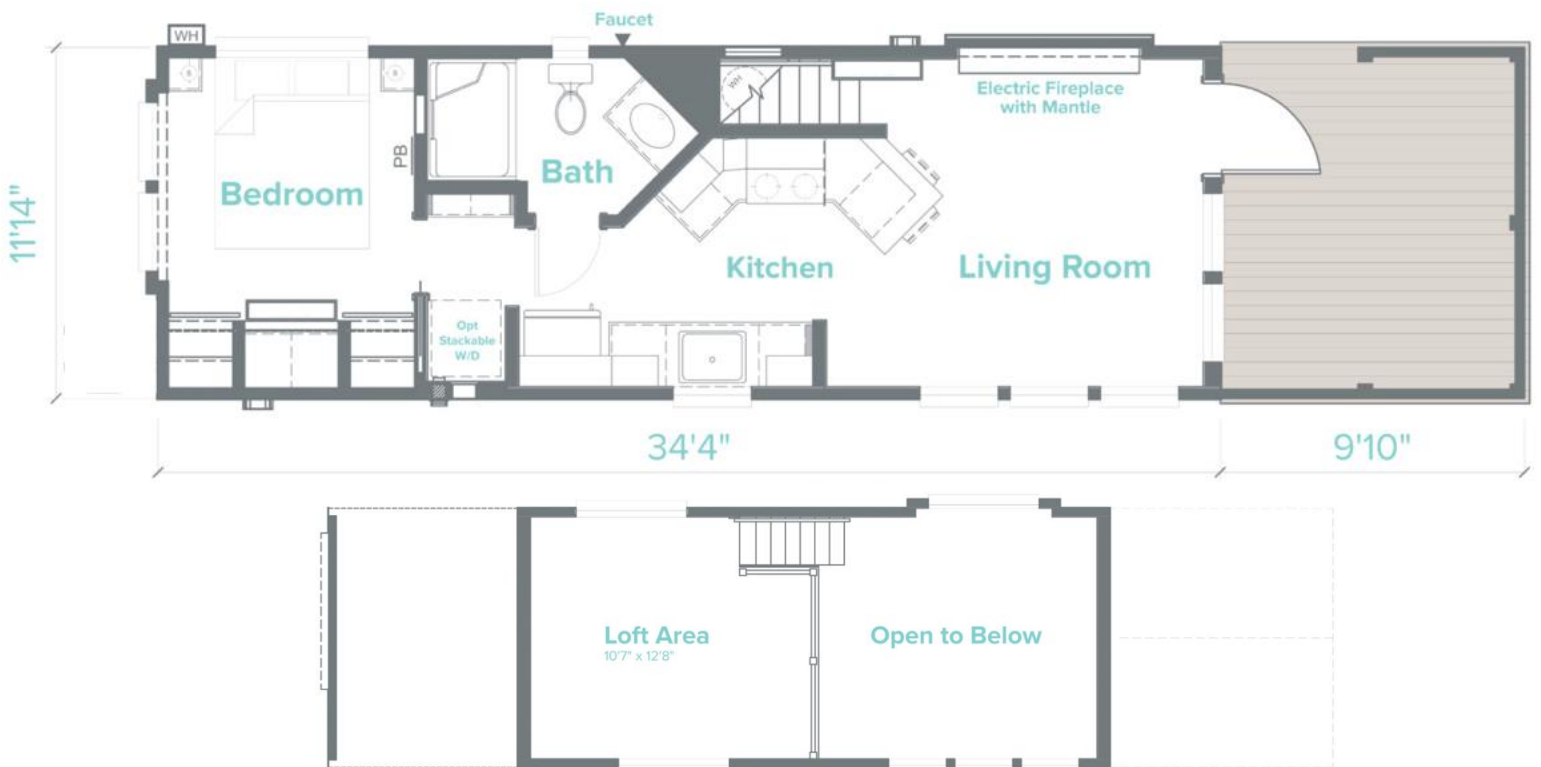 Faucet
WH
WH
Electric Fireplace
with Mantle
PB
Bath
Bedroom
11'14"
Kitchen
Living Room
Opt
Stackable
W/D
34'4"
9'10"
Loft Area
10'7" x 12'8"
Open to Below